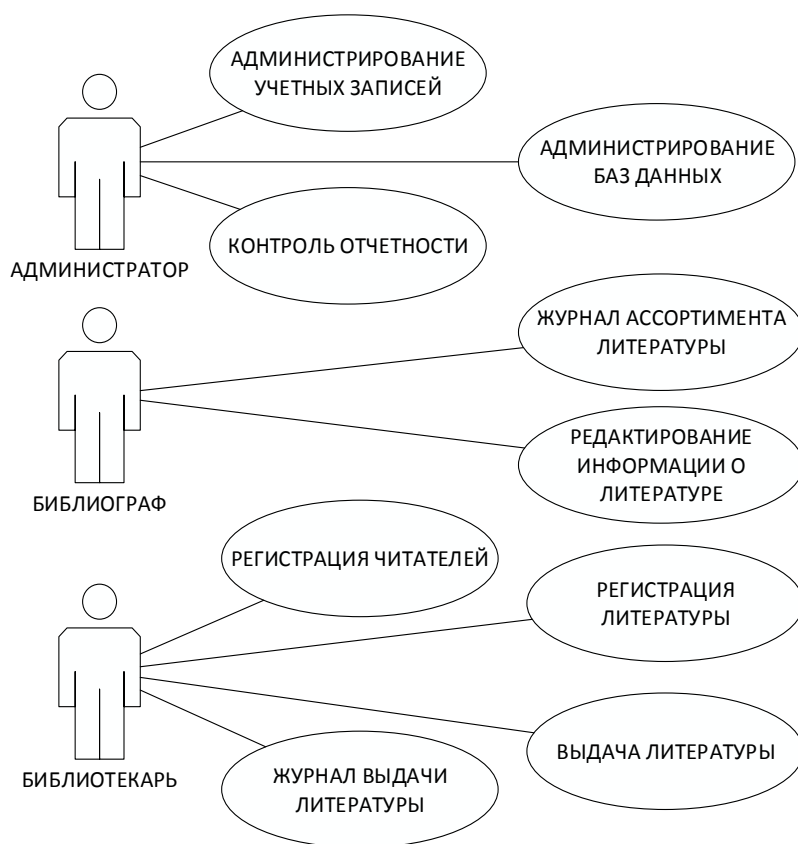 АДМИНИСТРИРОВАНИЕ
УЧЕТНЫХ ЗАПИСЕЙ
АДМИНИСТРИРОВАНИЕ
БАЗ ДАННЫХ
КОНТРОЛЬ ОТЧЕТНОСТИ
АДМИНИСТРАТОР
ЖУРНАЛ АССОРТИМЕНТА
ЛИТЕРАТУРЫ
РЕДАКТИРОВАНИЕ
ИНФОРМАЦИИ О
ЛИТЕРАТУРЕ
БИБЛИОГРАФ
РЕГИСТРАЦИЯ ЧИТАТЕЛЕЙ
РЕГИСТРАЦИЯ
ЛИТЕРАТУРЫ
ВЫДАЧА ЛИТЕРАТУРЫ
БИБЛИОТЕКАРЬ
ЖУРНАЛ ВЫДАЧИ
ЛИТЕРАТУРЫ